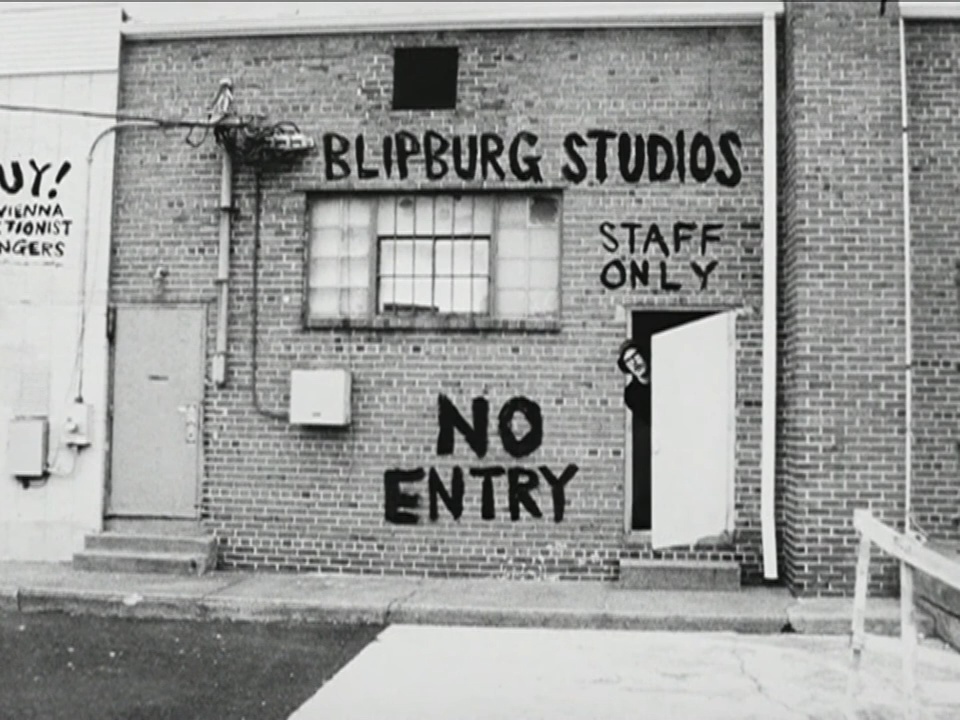 UY!
VIENNA
TIONIST
NGERS
BLIPBURG STUDIOS
STAFF
ONLY
NO
ENTRY